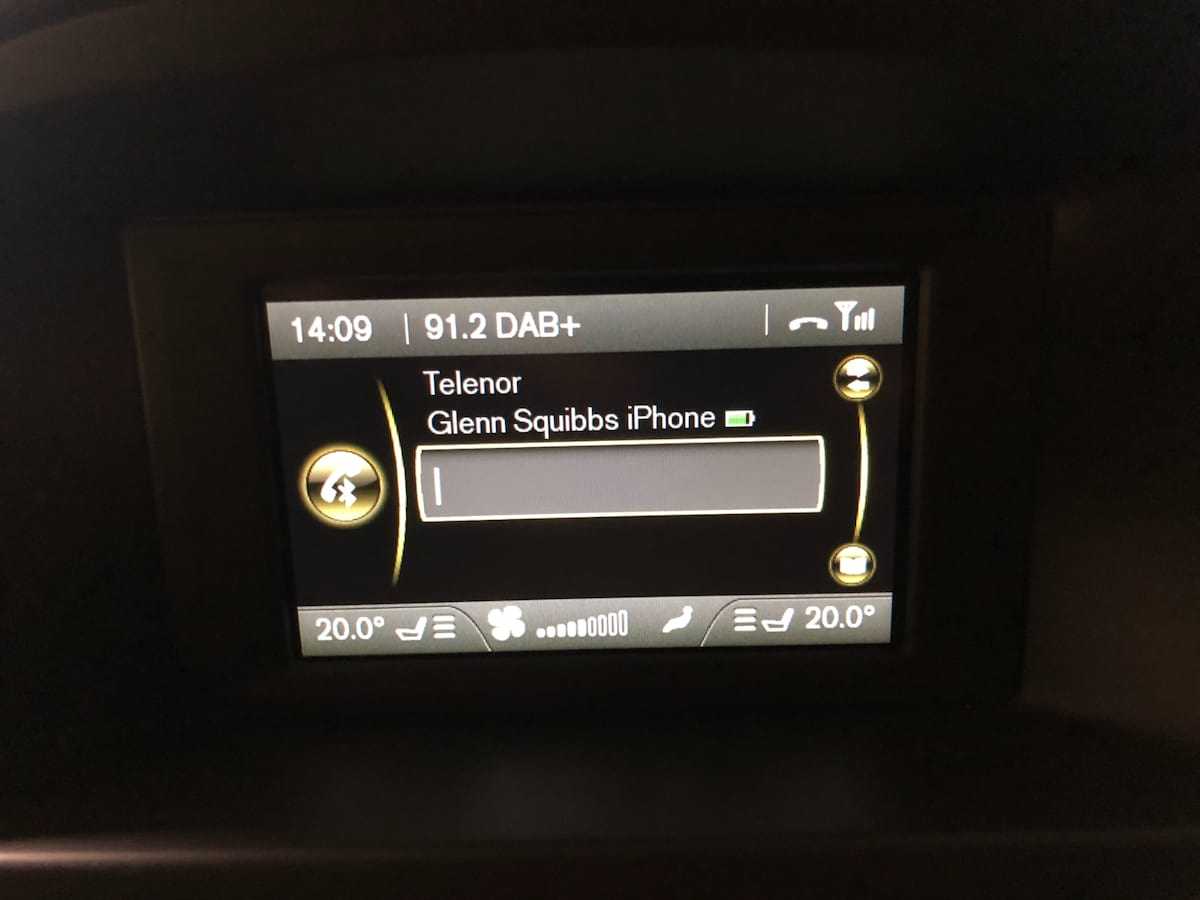 14:09 91.2 DAB+
Telenor
Glenn Squibbs iPhone
20.0° 20.0°